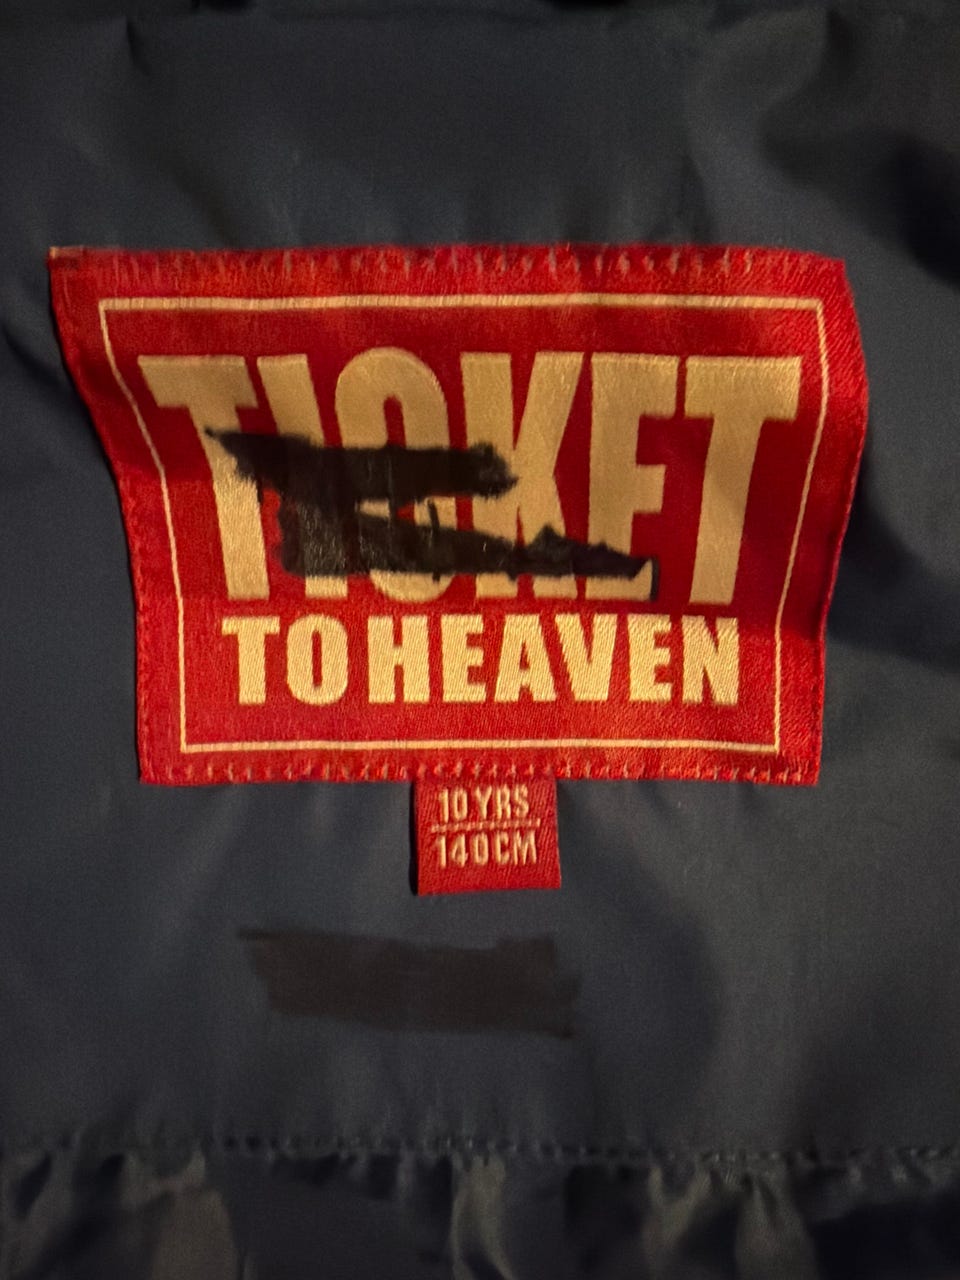 TICKET
TO HEAVEN
10 YRS
140CM